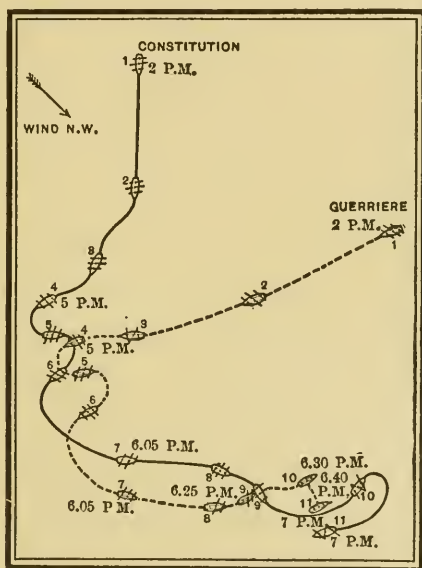 CONSTITUTION
1
2 P.M.
WIND N.W.
2
GUERRIERE
2 P.M.
1
3
2
4
5 P.M.
5
4
3
5 P.M.
6
5
6
7 6.05 P.M.
8
6.30 P.M.
7
6.25 P.M.
9
10
6.40
P.M.
10
6.05 P.M.
8
9
11
7 P.M.
11
7 P.M.